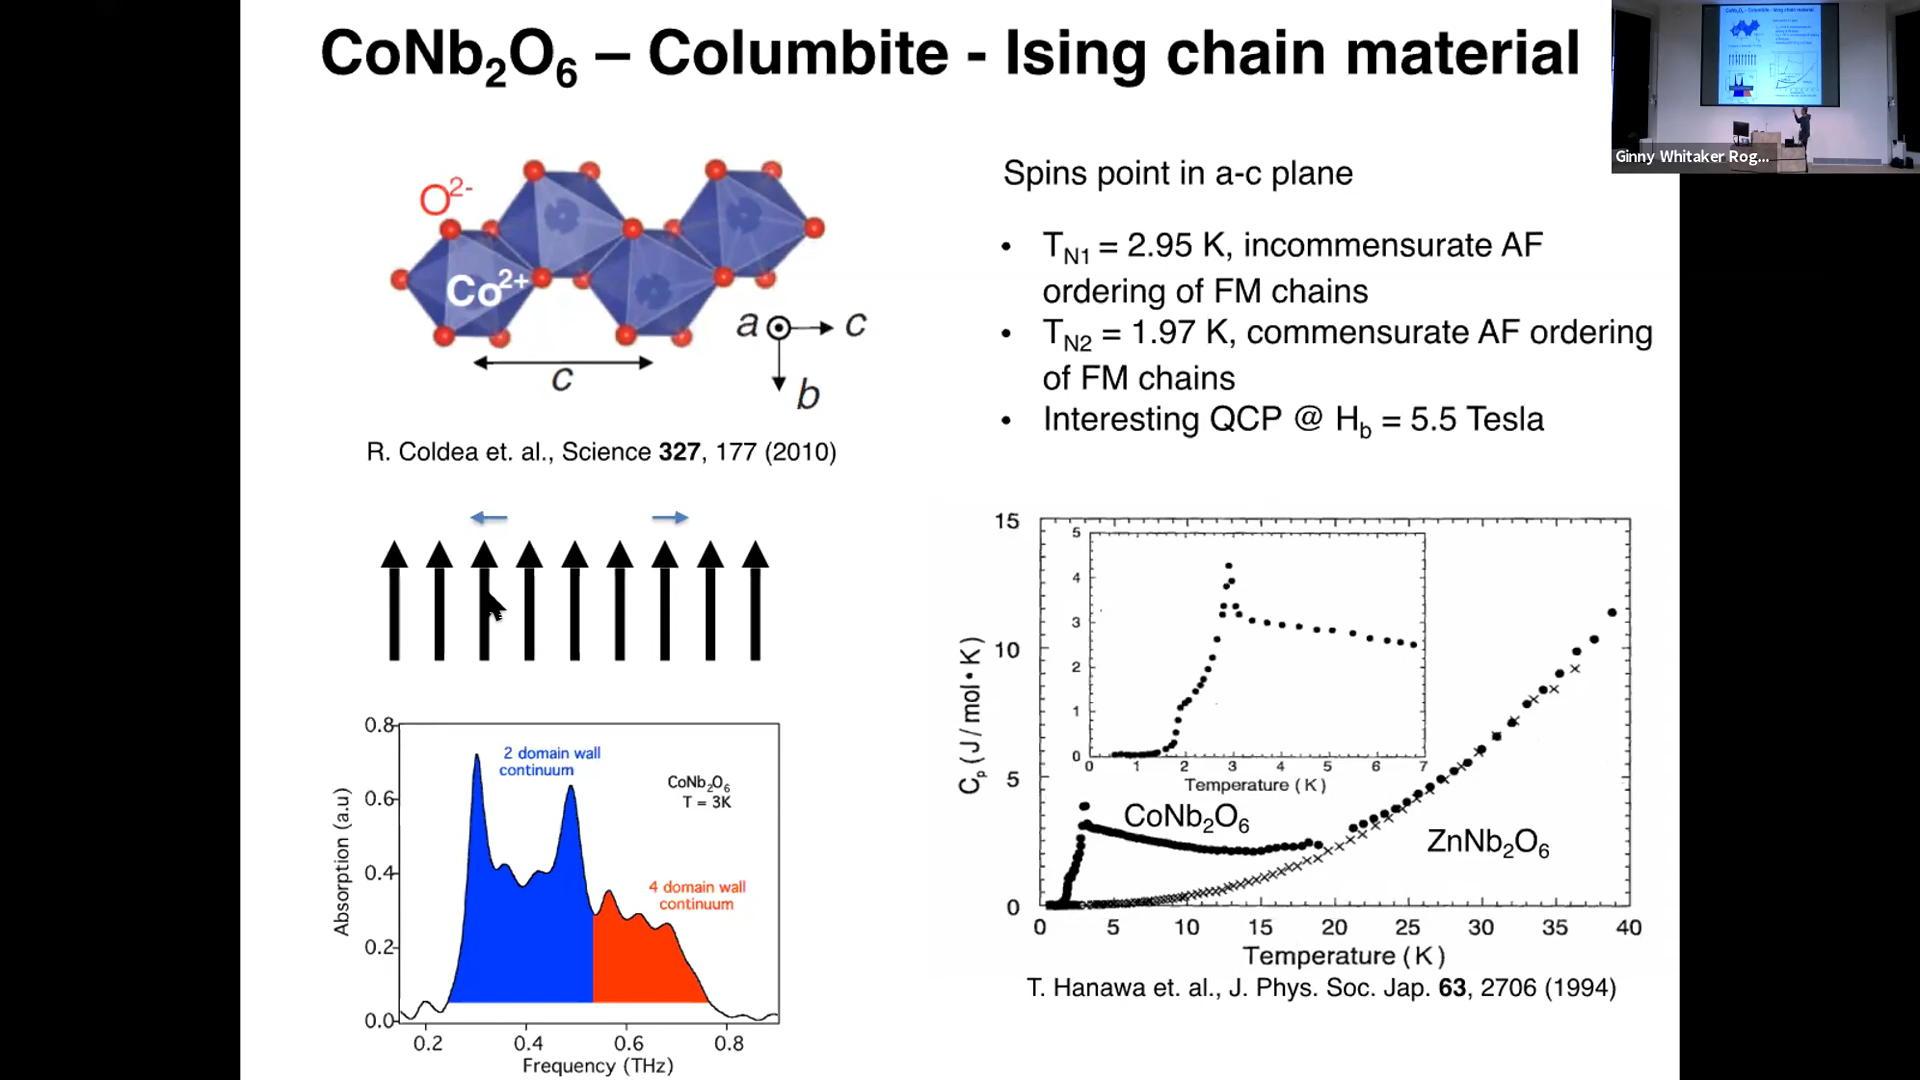 CoNb2O6 – Columbite - Ising chain material
Ginny Whitaker Rog...
O2-
Co2+
a
c
b
c
R. Coldea et. al., Science 327, 177 (2010)
Spins point in a-c plane
• TN1 = 2.95 K, incommensurate AF
ordering of FM chains
• TN2 = 1.97 K, commensurate AF ordering
of FM chains
• Interesting QCP @ Hb = 5.5 Tesla
0.8
0.6
0.4
0.2
0.0
Absorption (a.u)
2 domain wall
continuum
CoNb2O6
T = 3K
4 domain wall
continuum
0.2 0.4 0.6 0.8
Frequency (THz)
15
10
5
0
Cp ( J / mol • K )
5
4
3
2
1
0
0 1 2 3 4 5 6 7
Temperature ( K )
CoNb2O6
ZnNb2O6
0 5 10 15 20 25 30 35 40
Temperature ( K )
T. Hanawa et. al., J. Phys. Soc. Jap. 63, 2706 (1994)